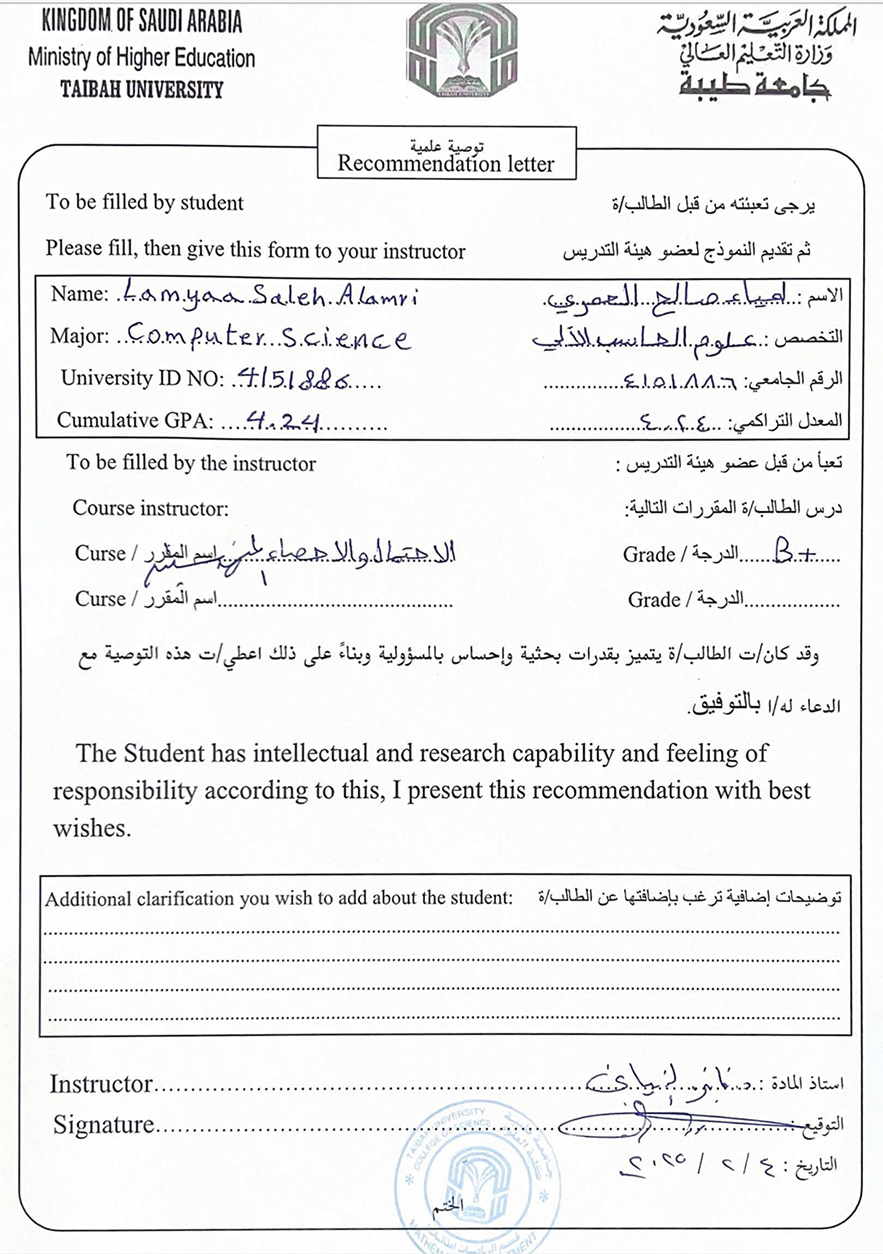 KINGDOM OF SAUDI ARABIA
Ministry of Higher Education
TAIBAH UNIVERSITY
المملكة العربية السعودية
وزارة التعليم العالي
جامعة طيبة
توصية علمية
Recommendation letter
To be filled by student يرجى تعبئته من قبل الطالب/ة
Please fill, then give this form to your instructor ثم تقديم النموذج لعضو هيئة التدريس
Name: Lamyaa Saleh Alamri الاسم : لمياء صالح العمري
Major: Computer Science التخصص : علوم الحاسب الآلي
University ID NO: 4151886 الرقم الجامعي: ٤١٥١٨٨٦
Cumulative GPA: 4.24 المعدل التراكمي: ٤.٢٤
To be filled by the instructor تعبأ من قبل عضو هيئة التدريس :
Course instructor: درس الطالب/ة المقررات التالية:
Curse / اسم المقرر الاحتمال والاحصاء Grade / الدرجة B+
Curse / اسم المقرر Grade / الدرجة
وقد كان/ت الطالب/ة يتميز بقدرات بحثية وإحساس بالمسؤولية وبناءً على ذلك اعطي/ت هذه التوصية مع
الدعاء له/ا بالتوفيق.
The Student has intellectual and research capability and feeling of
responsibility according to this, I present this recommendation with best
wishes.
Additional clarification you wish to add about the student: توضيحات إضافية ترغب بإضافتها عن الطالب/ة
Instructor استاذ المادة : د.
Signature التوقيع
التاريخ : ٤ / ٢ / ٢٠٢٥
الختم
TAIBAH UNIVERSITY
COLLEGE OF SCIENCE